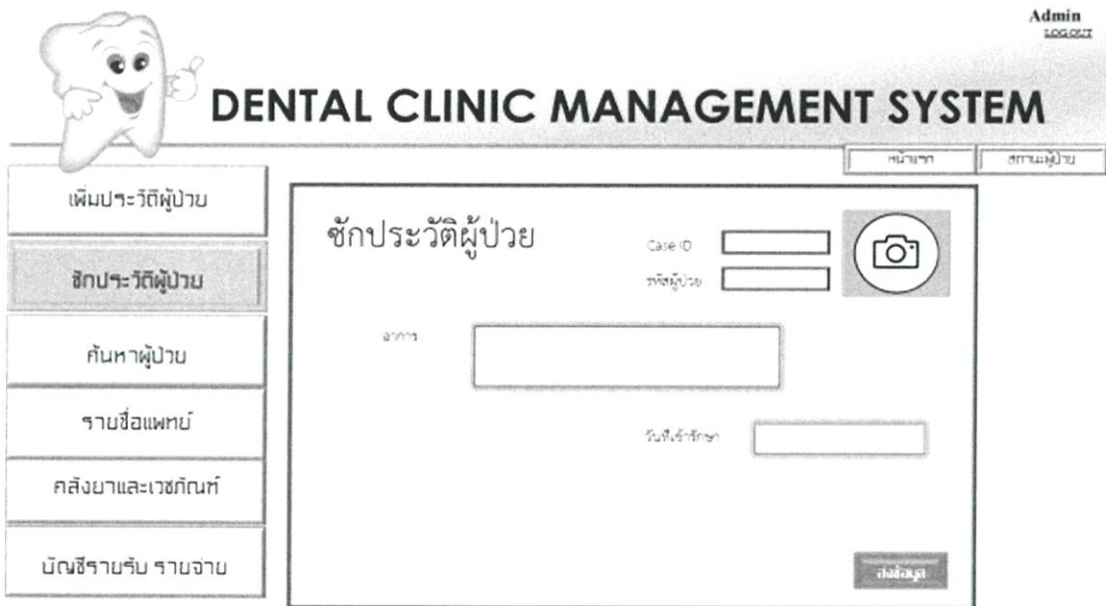 Admin
LOGOUT
DENTAL CLINIC MANAGEMENT SYSTEM
หน้าแรก
สถานะผู้ป่วย
เพิ่มประวัติผู้ป่วย
ซักประวัติผู้ป่วย
ค้นหาผู้ป่วย
รายชื่อแพทย์
คลังยาและเวชภัณฑ์
บัญชีรายรับ รายจ่าย
ซักประวัติผู้ป่วย
Case ID
รหัสผู้ป่วย
อาการ
วันที่เข้ารักษา
ส่งข้อมูล